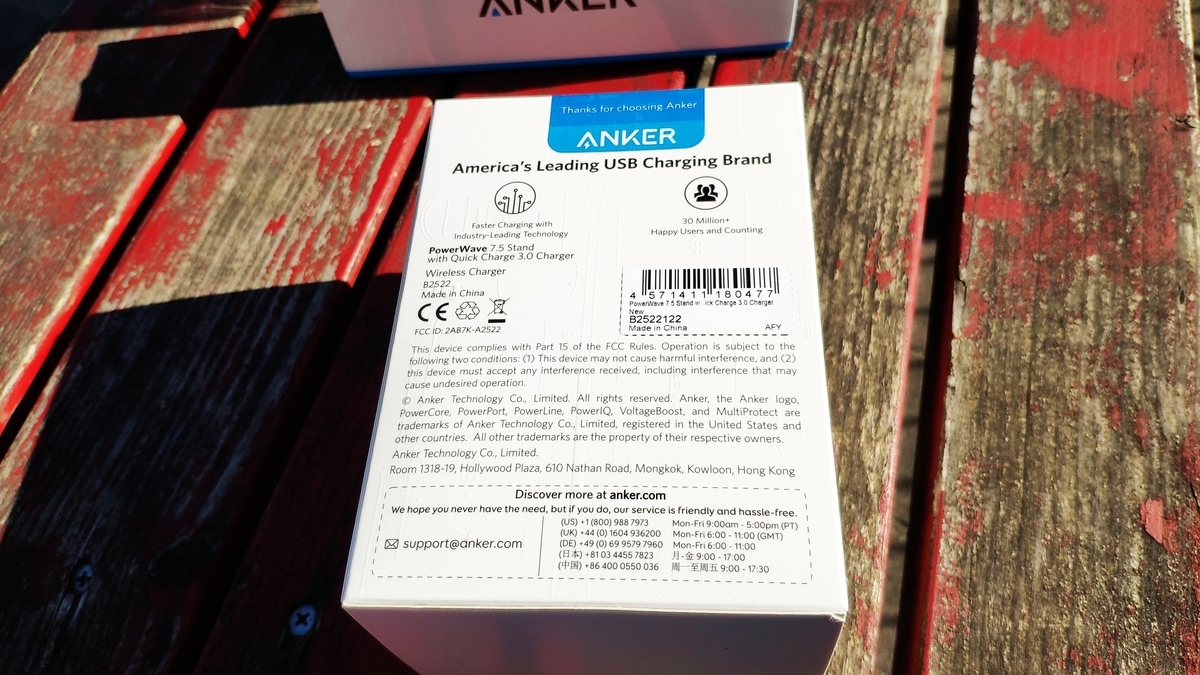 ANKER
Thanks for choosing Anker
ANKER
America's Leading USB Charging Brand
Faster Charging with
Industry-Leading Technology
30 Million+
Happy Users and Counting
PowerWave 7.5 Stand
with Quick Charge 3.0 Charger
Wireless Charger
B2522
Made in China
CE
FCC ID: 2AB7K-A2522
4 571411 180477
PowerWave 7.5 Stand w. ick Charge 3.0 Charger
New
B2522122
Made in China AFY
This device complies with Part 15 of the FCC Rules. Operation is subject to the
following two conditions: (1) This device may not cause harmful interference, and (2)
this device must accept any interference received, including interference that may
cause undesired operation.
© Anker Technology Co., Limited. All rights reserved. Anker, the Anker logo,
PowerCore, PowerPort, PowerLine, PowerIQ, VoltageBoost, and MultiProtect are
trademarks of Anker Technology Co., Limited, registered in the United States and
other countries. All other trademarks are the property of their respective owners.
Anker Technology Co., Limited.
Room 1318-19, Hollywood Plaza, 610 Nathan Road, Mongkok, Kowloon, Hong Kong
Discover more at anker.com
We hope you never have the need, but if you do, our service is friendly and hassle-free.
support@anker.com
(US) +1 (800) 988 7973 Mon-Fri 9:00am - 5:00pm (PT)
(UK) +44 (0) 1604 936200 Mon-Fri 6:00 - 11:00 (GMT)
(DE) +49 (0) 69 9579 7960 Mon-Fri 6:00 - 11:00
(日本) +81 03 4455 7823 月-金 9:00 - 17:00
(中国) +86 400 0550 036 周一至周五 9:00 - 17:30